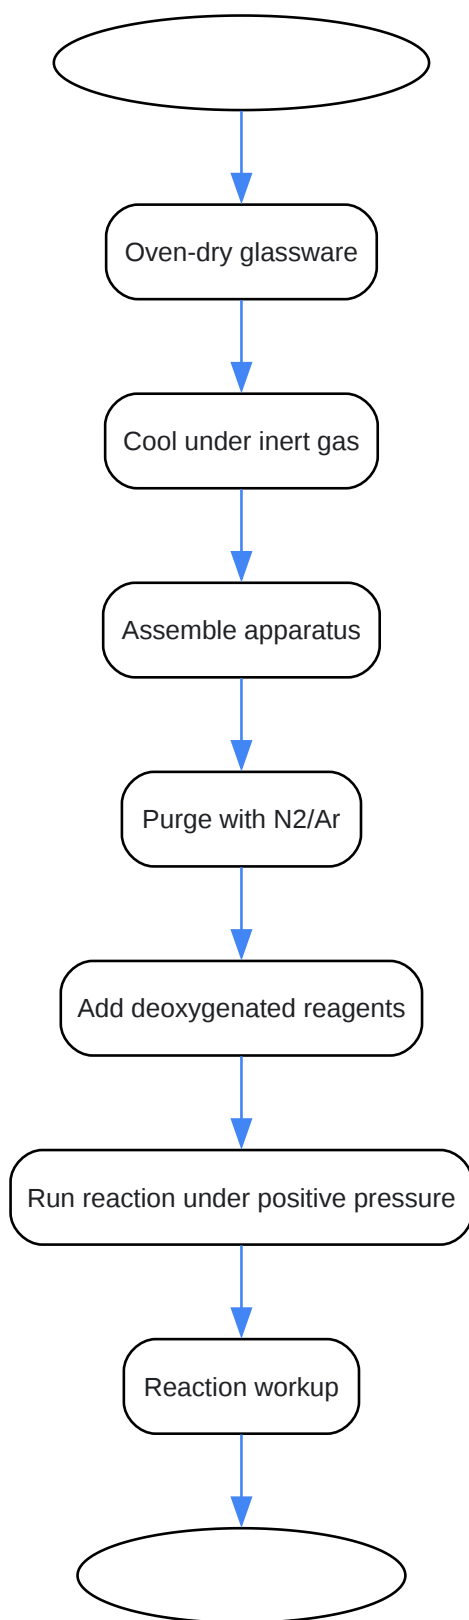 Oven-dry glassware
Cool under inert gas
Assemble apparatus
Purge with N2/Ar
Add deoxygenated reagents
Run reaction under positive pressure
Reaction workup